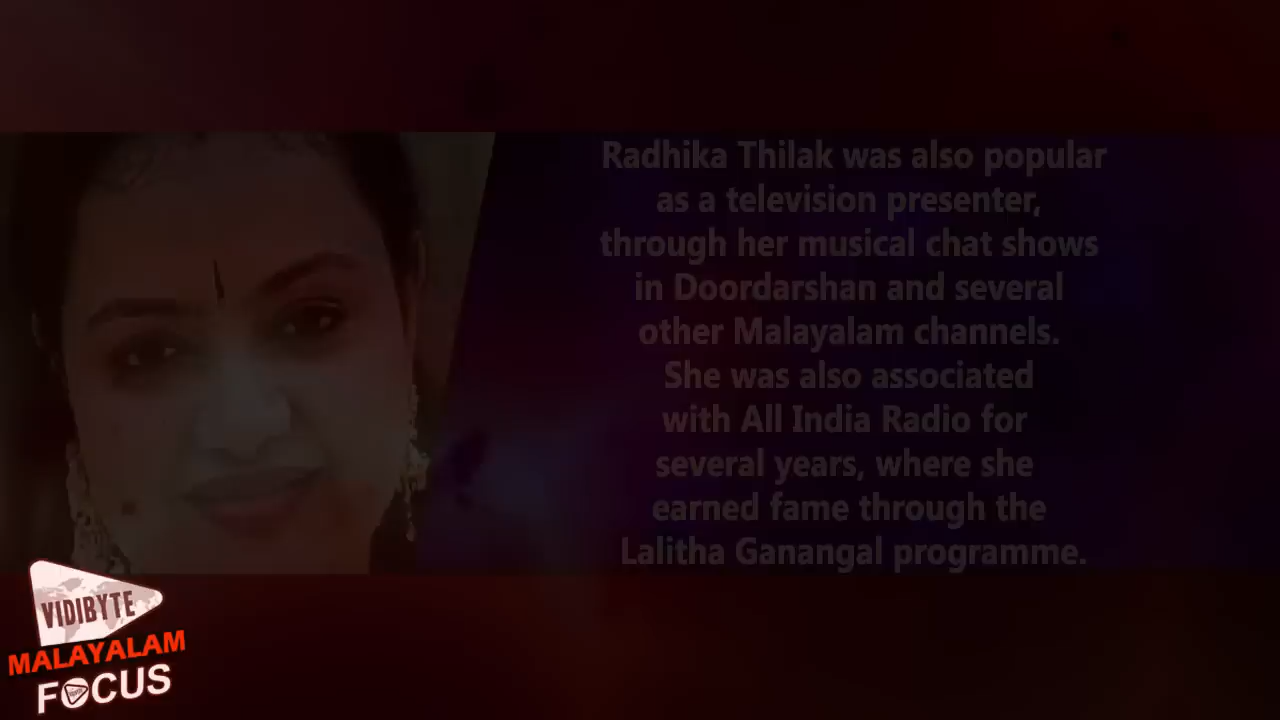 Radhika Thilak was also popular
as a television presenter,
through her musical chat shows
in Doordarshan and several
other Malayalam channels.
She was also associated
with All India Radio for
several years, where she
earned fame through the
Lalitha Ganangal programme.
VIDIBYTE
MALAYALAM
FOCUS